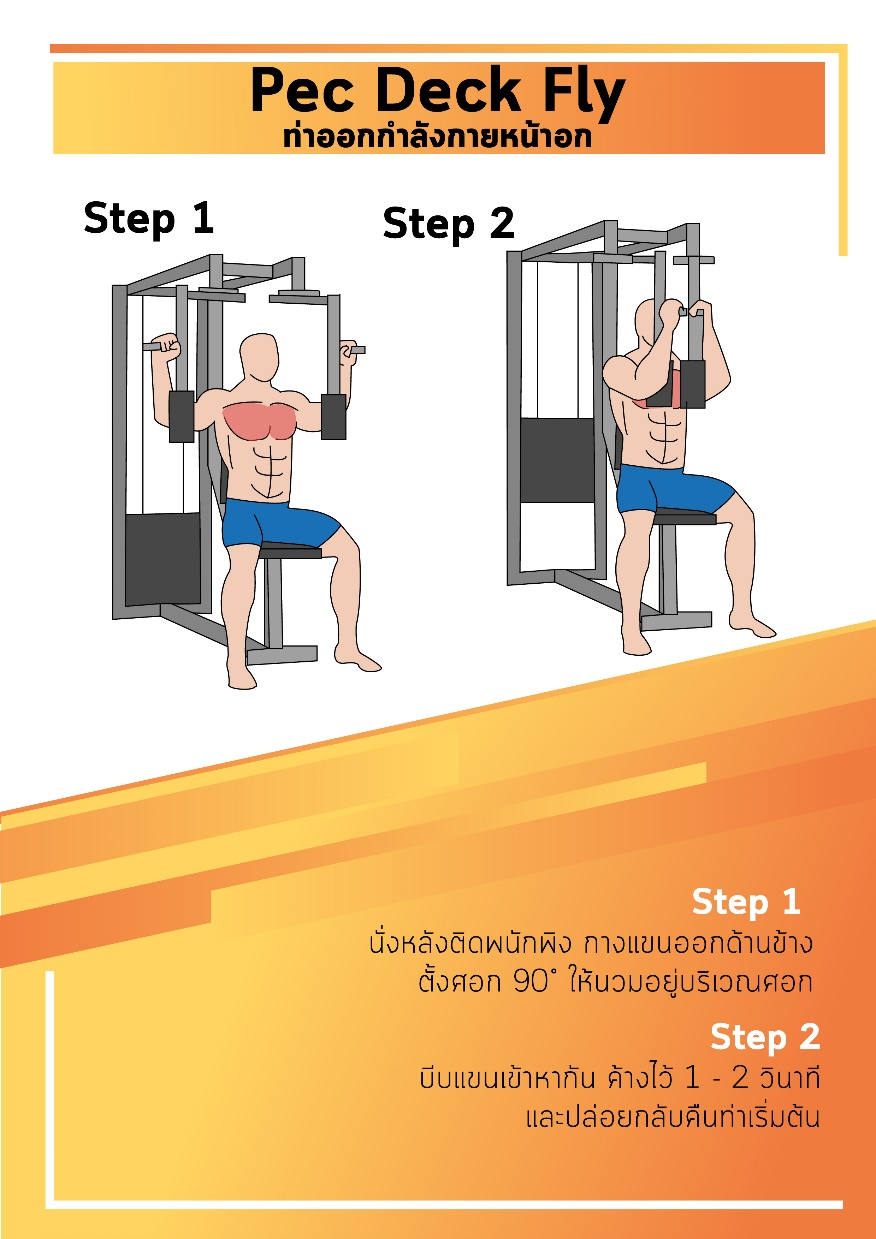 Pec Deck Fly
ท่าออกกำลังกายหน้าอก
Step 1
Step 2
Step 1
นั่งหลังติดพนักพิง กางแขนออกด้านข้าง
ตั้งศอก 90° ให้นวมอยู่บริเวณศอก
Step 2
บีบแขนเข้าหากัน ค้างไว้ 1 - 2 วินาที
และปล่อยกลับคืนท่าเริ่มต้น